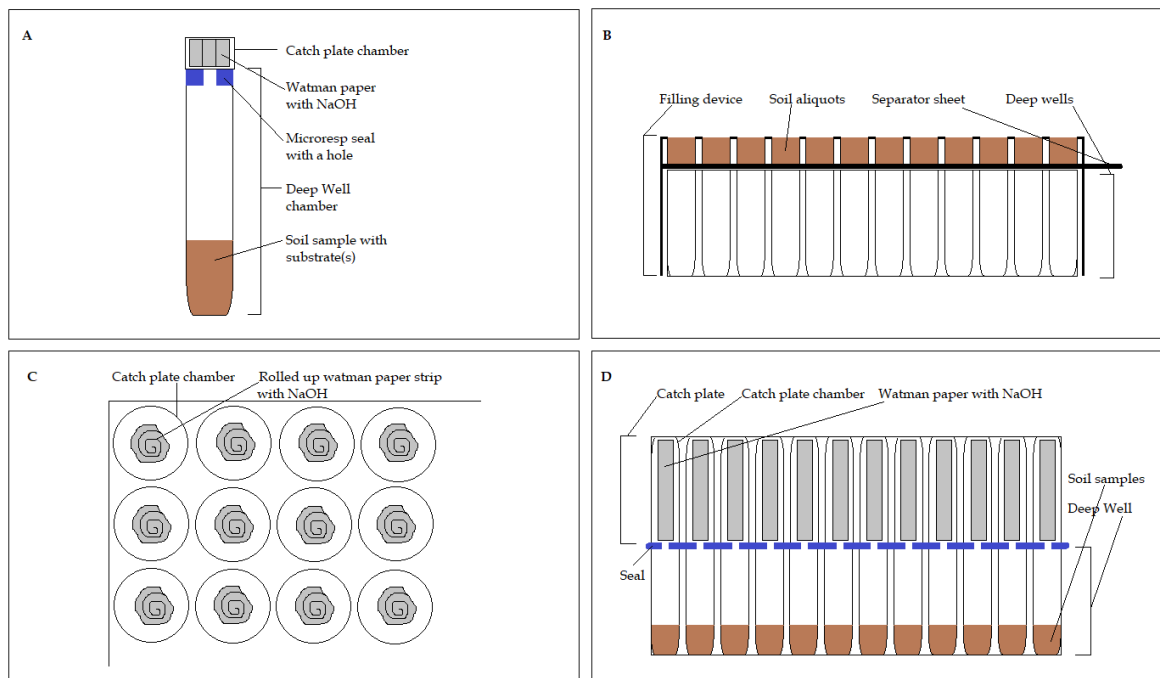 A
Catch plate chamber
Watman paper
with NaOH
Microresp seal
with a hole
Deep Well
chamber
Soil sample with
substrate(s)
B
Filling device
Soil aliquots
Separator sheet
Deep wells
C
Catch plate chamber
Rolled up watman paper strip
with NaOH
D
Catch plate
Catch plate chamber
Watman paper with NaOH
Soil samples
Deep Well
Seal